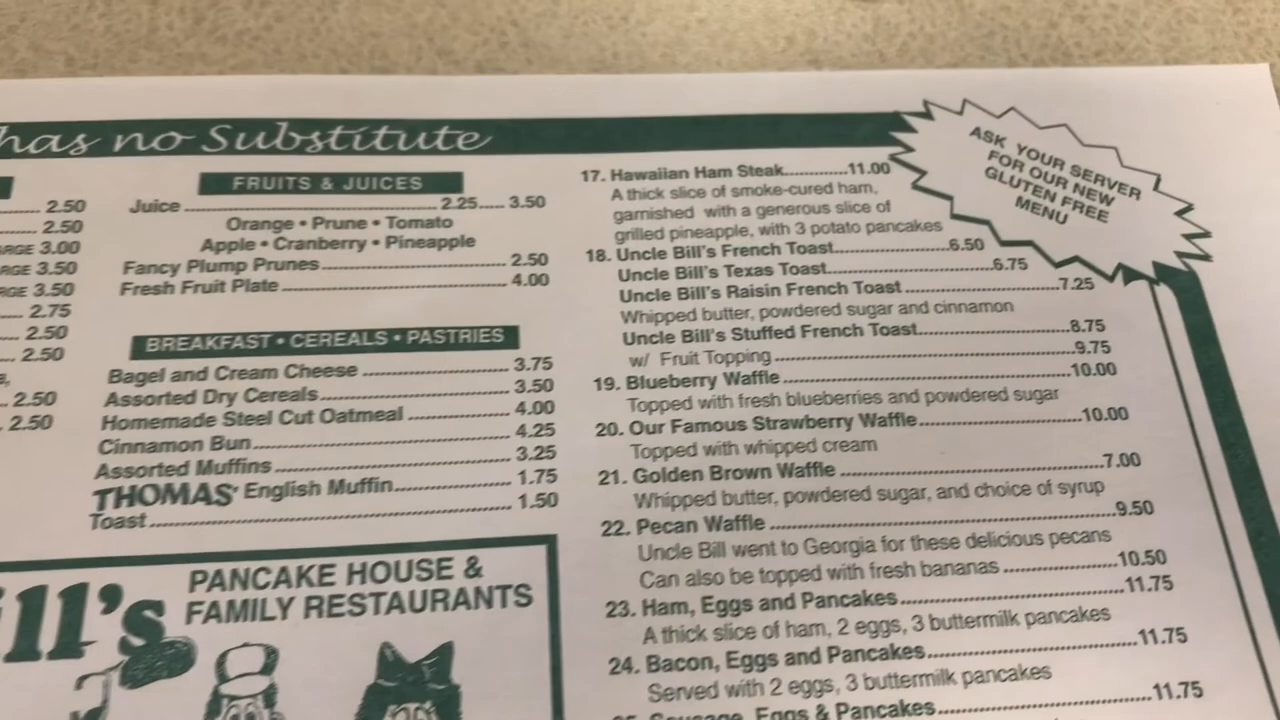 has no Substitute
ASK YOUR SERVER
FOR OUR NEW
GLUTEN FREE
MENU
2.50
2.50
3.00
3.50
3.50
2.75
2.50
2.50
2.50
2.50
FRUITS & JUICES
Juice 2.25 3.50
Orange • Prune • Tomato
Apple • Cranberry • Pineapple
Fancy Plump Prunes 2.50
Fresh Fruit Plate 4.00
BREAKFAST • CEREALS • PASTRIES
Bagel and Cream Cheese 3.75
Assorted Dry Cereals 3.50
Homemade Steel Cut Oatmeal 4.00
Cinnamon Bun 4.25
Assorted Muffins 3.25
THOMAS' English Muffin 1.75
Toast 1.50
ill's
PANCAKE HOUSE &
FAMILY RESTAURANTS
17. Hawaiian Ham Steak 11.00
A thick slice of smoke-cured ham,
garnished with a generous slice of
grilled pineapple, with 3 potato pancakes
18. Uncle Bill's French Toast 6.50
Uncle Bill's Texas Toast 6.75
Uncle Bill's Raisin French Toast 7.25
Whipped butter, powdered sugar and cinnamon
Uncle Bill's Stuffed French Toast 8.75
w/ Fruit Topping 9.75
19. Blueberry Waffle 10.00
Topped with fresh blueberries and powdered sugar
20. Our Famous Strawberry Waffle 10.00
Topped with whipped cream
21. Golden Brown Waffle 7.00
Whipped butter, powdered sugar, and choice of syrup
22. Pecan Waffle 9.50
Uncle Bill went to Georgia for these delicious pecans
Can also be topped with fresh bananas 10.50
23. Ham, Eggs and Pancakes 11.75
A thick slice of ham, 2 eggs, 3 buttermilk pancakes
24. Bacon, Eggs and Pancakes 11.75
Served with 2 eggs, 3 buttermilk pancakes
Eggs & Pancakes 11.75